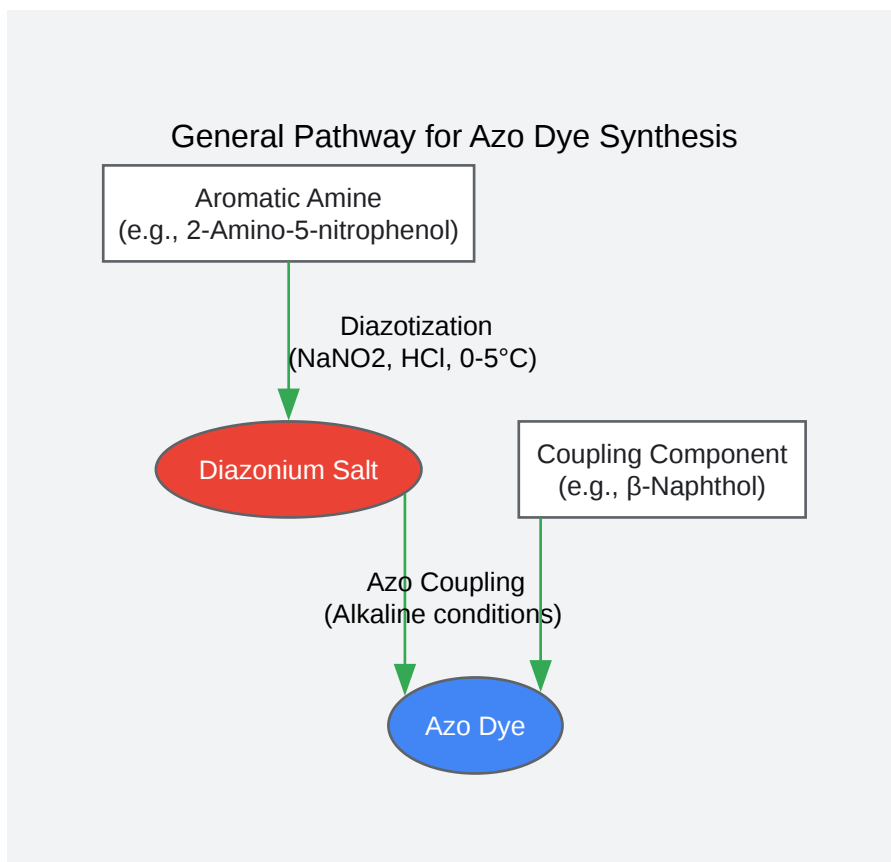 General Pathway for Azo Dye Synthesis
Aromatic Amine
(e.g., 2-Amino-5-nitrophenol)
Diazotization
(NaNO2, HCl, 0-5°C)
Diazonium Salt
Coupling Component
(e.g., β-Naphthol)
Azo Coupling
(Alkaline conditions)
Azo Dye